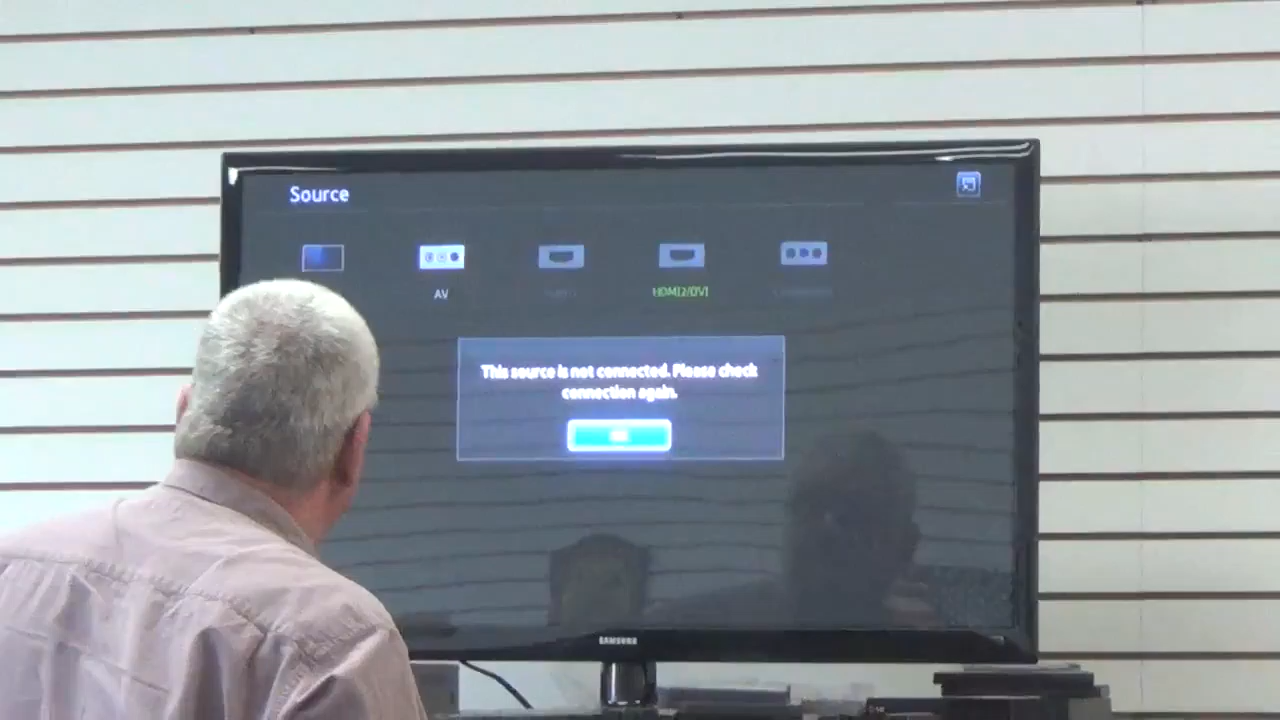 Source
AV
HDMI2/DVI
This source is not connected. Please check
connection again.
SAMSUNG